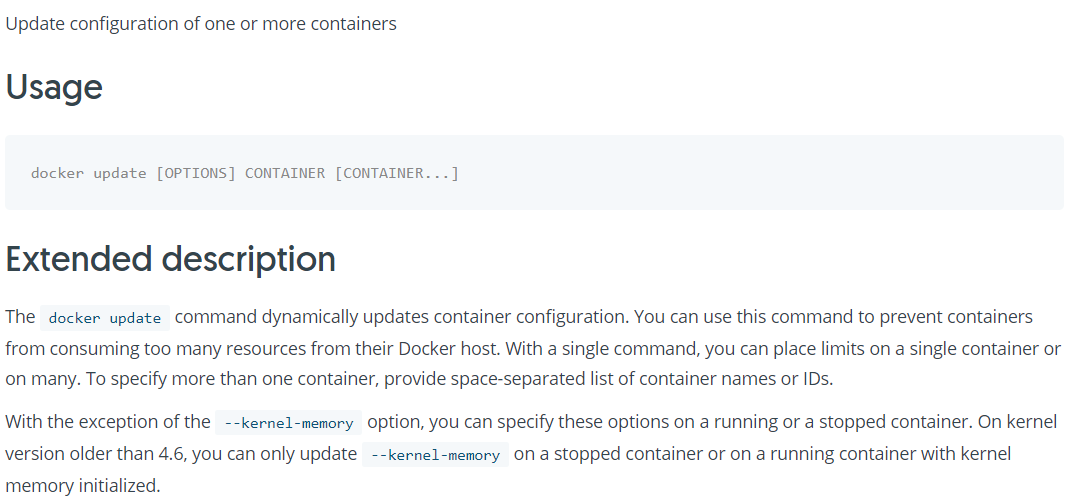 Update configuration of one or more containers
Usage
docker update [OPTIONS] CONTAINER [CONTAINER...]
Extended description
The docker update command dynamically updates container configuration. You can use this command to prevent containers
from consuming too many resources from their Docker host. With a single command, you can place limits on a single container or
on many. To specify more than one container, provide space-separated list of container names or IDs.
With the exception of the --kernel-memory option, you can specify these options on a running or a stopped container. On kernel
version older than 4.6, you can only update --kernel-memory on a stopped container or on a running container with kernel
memory initialized.